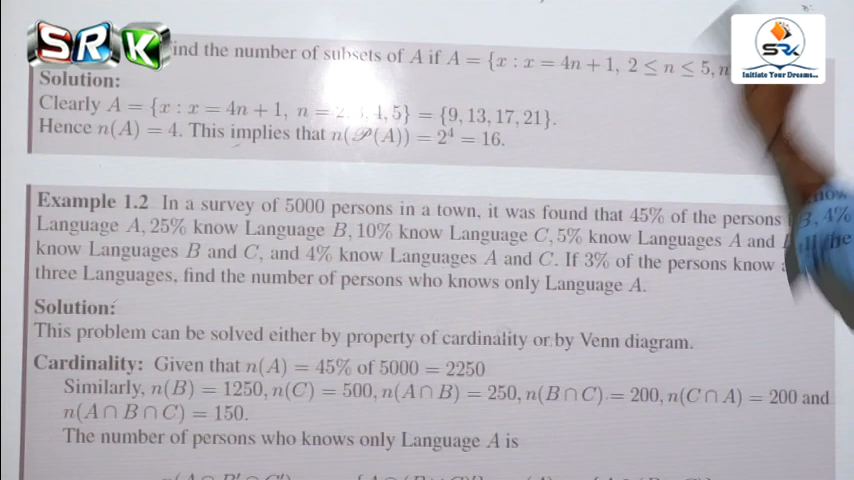 SRK
SRK
Initiate Your Dreams...
ind the number of subsets of A if A = {x : x = 4n + 1, 2 ≤ n ≤ 5, n
Solution:
Clearly A = {x : x = 4n + 1, n = 2, 3, 4, 5} = {9, 13, 17, 21}.
Hence n(A) = 4. This implies that n(𝒫(A)) = 2⁴ = 16.
Example 1.2 In a survey of 5000 persons in a town, it was found that 45% of the persons
Language A, 25% know Language B, 10% know Language C, 5% know Languages A and B, 4%
know Languages B and C, and 4% know Languages A and C. If 3% of the persons know the
three Languages, find the number of persons who knows only Language A.
Solution:
This problem can be solved either by property of cardinality or by Venn diagram.
Cardinality: Given that n(A) = 45% of 5000 = 2250
Similarly, n(B) = 1250, n(C) = 500, n(A ∩ B) = 250, n(B ∩ C) = 200, n(C ∩ A) = 200 and
n(A ∩ B ∩ C) = 150.
The number of persons who knows only Language A is